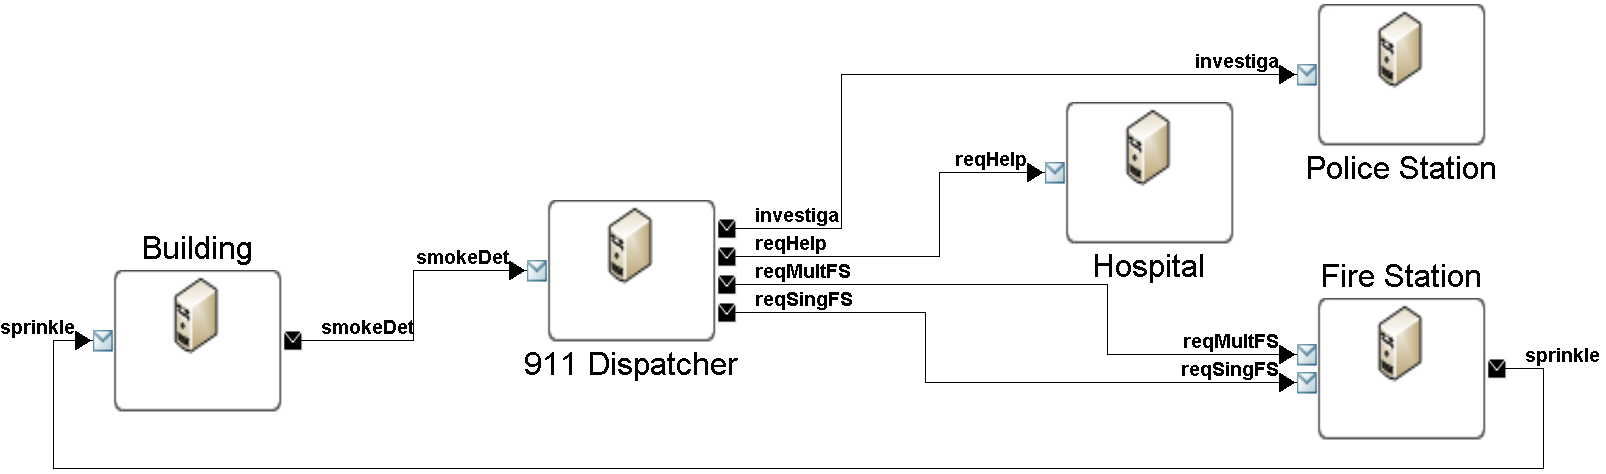 investiga
Police Station
reqHelp
Hospital
investiga
reqHelp
reqMultFS
reqSingFS
smokeDet
911 Dispatcher
Building
sprinkle
smokeDet
Fire Station
reqMultFS
reqSingFS
sprinkle